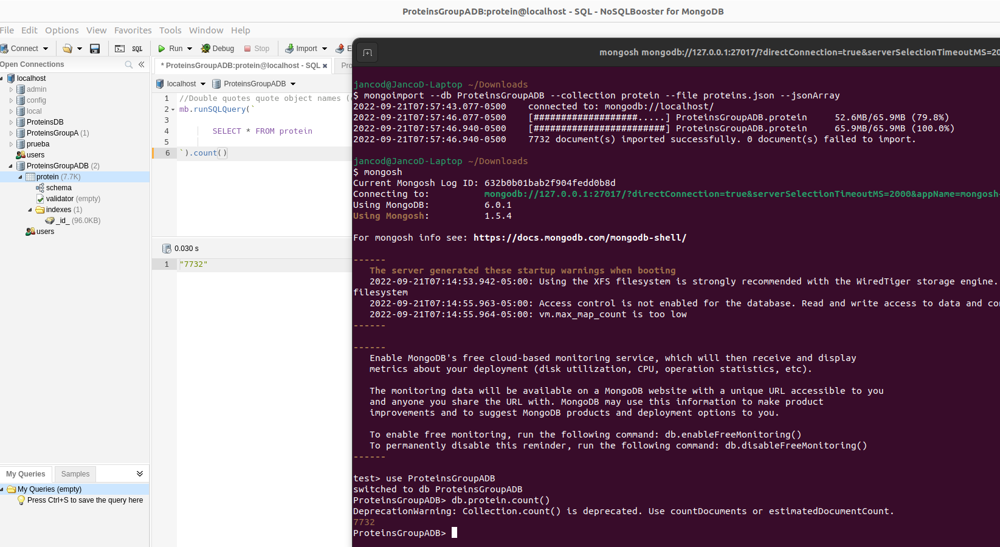 ProteinsGroupADB:protein@localhost - SQL - NoSQLBooster for MongoDB
File Edit Options View Favorites Tools Window Help
Connect SQL Run Debug Stop Import E
Open Connections
localhost
admin
config
local
ProteinsDB
ProteinsGroupA (1)
prueba
users
ProteinsGroupADB (2)
protein (7.7K)
schema
validator (empty)
indexes (1)
_id_ (96.0KB)
users
My Queries Samples
My Queries (empty)
Press Ctrl+S to save the query here
* ProteinsGroupADB:protein@localhost - SQL Pro
localhost ProteinsGroupADB
1 //Double quotes quote object names (
2 mb.runSQLQuery(`
3
4 SELECT * FROM protein
5
6 `).count()
0.030 s
1 "7732"
mongosh mongodb://127.0.0.1:27017/?directConnection=true&serverSelectionTimeoutMS=20
jancod@JancoD-Laptop ~/Downloads
$ mongoimport --db ProteinsGroupADB --collection protein --file proteins.json --jsonArray
2022-09-21T07:57:43.077-0500 connected to: mongodb://localhost/
2022-09-21T07:57:46.077-0500 [###################.....] ProteinsGroupADB.protein 52.6MB/65.9MB (79.8%)
2022-09-21T07:57:46.940-0500 [########################] ProteinsGroupADB.protein 65.9MB/65.9MB (100.0%)
2022-09-21T07:57:46.940-0500 7732 document(s) imported successfully. 0 document(s) failed to import.
jancod@JancoD-Laptop ~/Downloads
$ mongosh
Current Mongosh Log ID: 632b0b01bab2f904fedd0b8d
Connecting to: mongodb://127.0.0.1:27017/?directConnection=true&serverSelectionTimeoutMS=2000&appName=mongosh
Using MongoDB: 6.0.1
Using Mongosh: 1.5.4
For mongosh info see: https://docs.mongodb.com/mongodb-shell/
------
The server generated these startup warnings when booting
2022-09-21T07:14:53.942-05:00: Using the XFS filesystem is strongly recommended with the WiredTiger storage engine.
filesystem
2022-09-21T07:14:55.963-05:00: Access control is not enabled for the database. Read and write access to data and co
2022-09-21T07:14:55.964-05:00: vm.max_map_count is too low
------
------
Enable MongoDB's free cloud-based monitoring service, which will then receive and display
metrics about your deployment (disk utilization, CPU, operation statistics, etc).
The monitoring data will be available on a MongoDB website with a unique URL accessible to you
and anyone you share the URL with. MongoDB may use this information to make product
improvements and to suggest MongoDB products and deployment options to you.
To enable free monitoring, run the following command: db.enableFreeMonitoring()
To permanently disable this reminder, run the following command: db.disableFreeMonitoring()
------
test> use ProteinsGroupADB
switched to db ProteinsGroupADB
ProteinsGroupADB> db.protein.count()
DeprecationWarning: Collection.count() is deprecated. Use countDocuments or estimatedDocumentCount.
7732
ProteinsGroupADB>